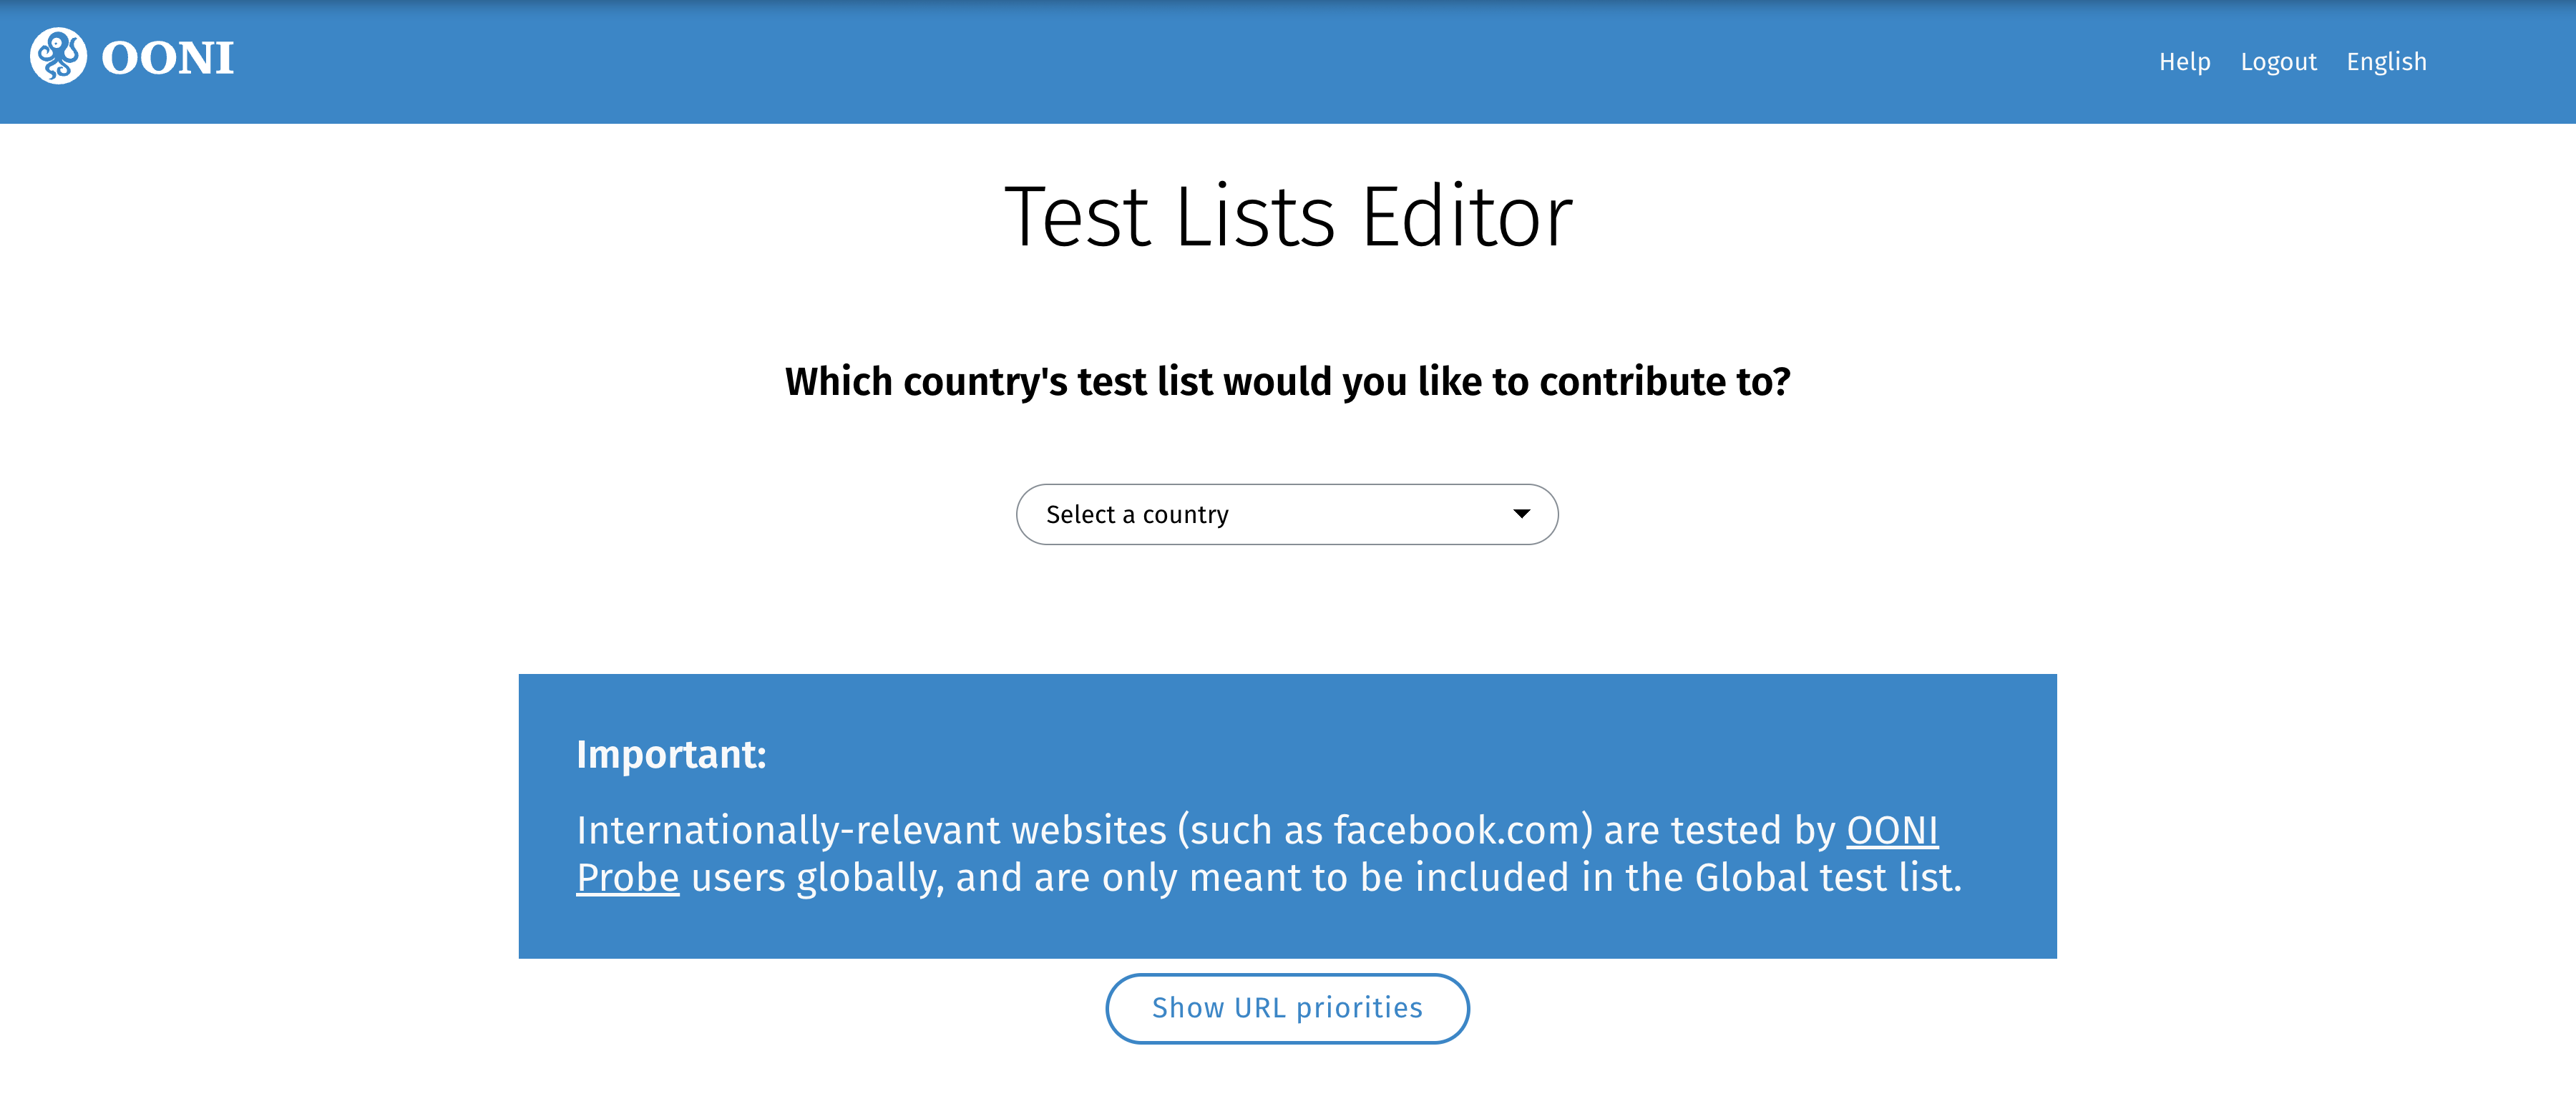 OONI
Help Logout English
Test Lists Editor
Which country's test list would you like to contribute to?
Select a country
Important:
Internationally-relevant websites (such as facebook.com) are tested by OONI
Probe users globally, and are only meant to be included in the Global test list.
Show URL priorities